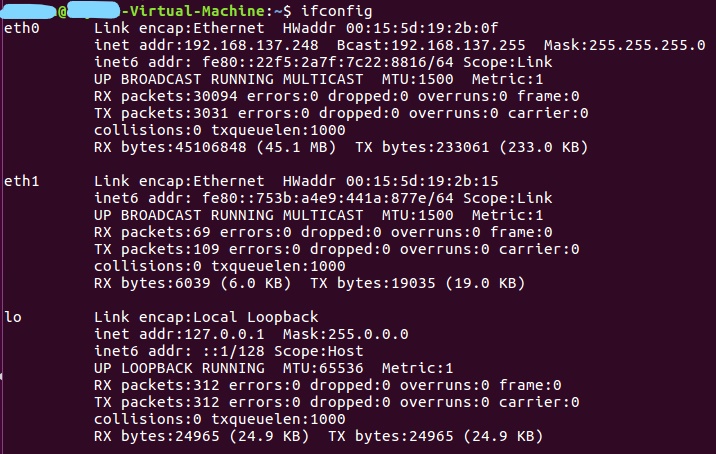 @ -Virtual-Machine:~$ ifconfig
eth0 Link encap:Ethernet HWaddr 00:15:5d:19:2b:0f
inet addr:192.168.137.248 Bcast:192.168.137.255 Mask:255.255.255.0
inet6 addr: fe80::22f5:2a7f:7c22:8816/64 Scope:Link
UP BROADCAST RUNNING MULTICAST MTU:1500 Metric:1
RX packets:30094 errors:0 dropped:0 overruns:0 frame:0
TX packets:3031 errors:0 dropped:0 overruns:0 carrier:0
collisions:0 txqueuelen:1000
RX bytes:45106848 (45.1 MB) TX bytes:233061 (233.0 KB)
eth1 Link encap:Ethernet HWaddr 00:15:5d:19:2b:15
inet6 addr: fe80::753b:a4e9:441a:877e/64 Scope:Link
UP BROADCAST RUNNING MULTICAST MTU:1500 Metric:1
RX packets:69 errors:0 dropped:0 overruns:0 frame:0
TX packets:109 errors:0 dropped:0 overruns:0 carrier:0
collisions:0 txqueuelen:1000
RX bytes:6039 (6.0 KB) TX bytes:19035 (19.0 KB)
lo Link encap:Local Loopback
inet addr:127.0.0.1 Mask:255.0.0.0
inet6 addr: ::1/128 Scope:Host
UP LOOPBACK RUNNING MTU:65536 Metric:1
RX packets:312 errors:0 dropped:0 overruns:0 frame:0
TX packets:312 errors:0 dropped:0 overruns:0 carrier:0
collisions:0 txqueuelen:1000
RX bytes:24965 (24.9 KB) TX bytes:24965 (24.9 KB)